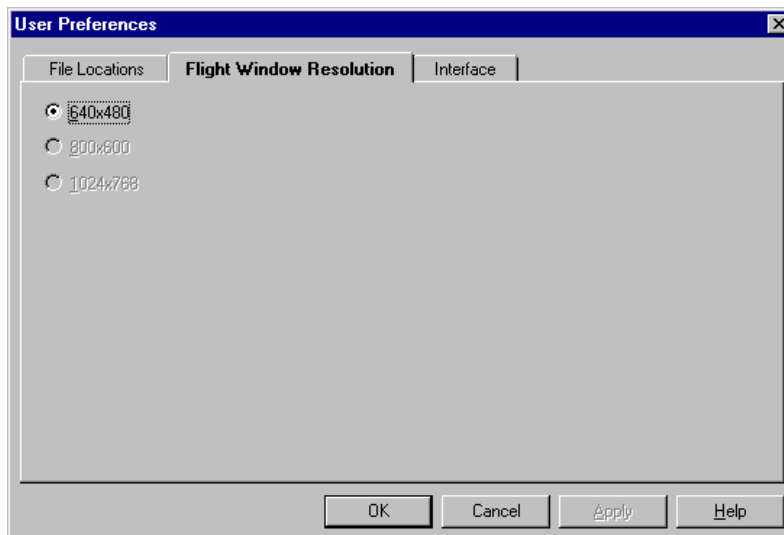 User Preferences
File Locations Flight Window Resolution Interface
640x480
800x600
1024x768
OK Cancel Apply Help